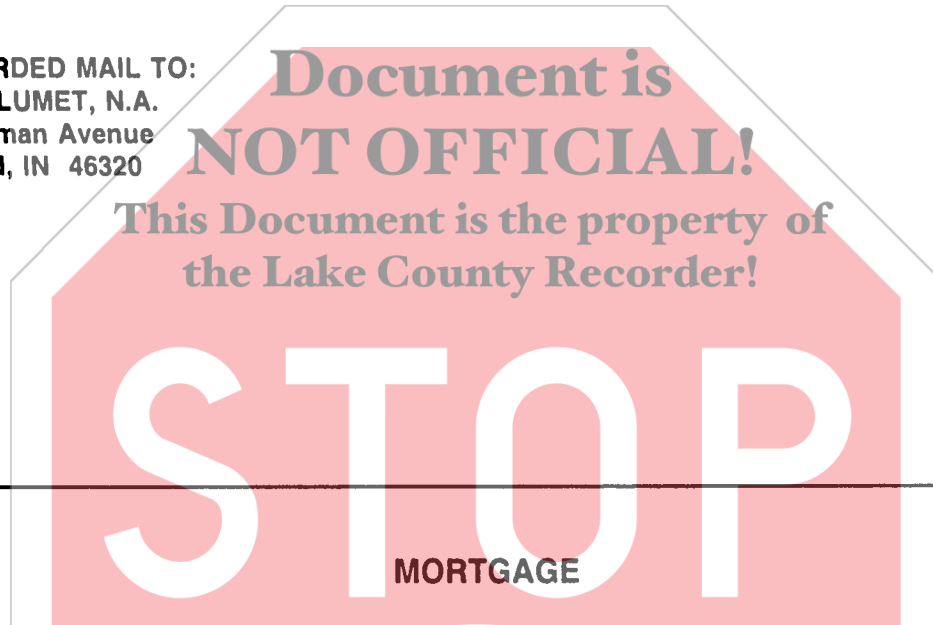 RDED MAIL TO:
LUMET, N.A.
man Avenue
, IN 46320
Document is
NOT OFFICIAL!
This Document is the property of
the Lake County Recorder!
STOP
MORTGAGE